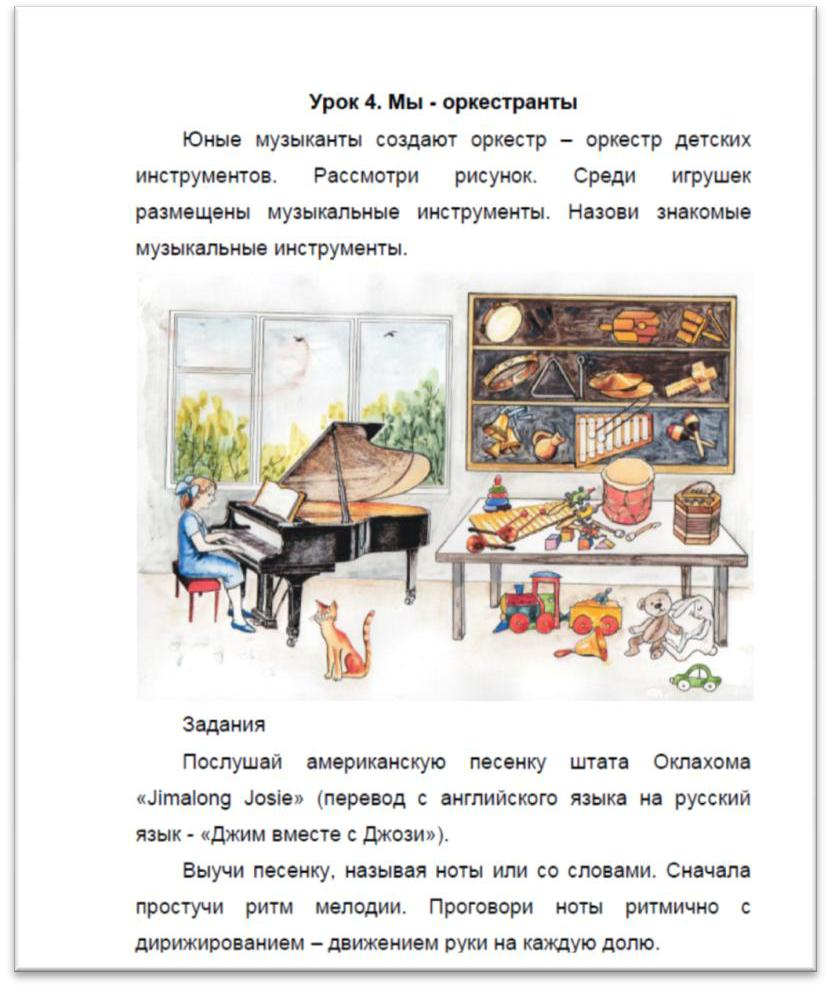 Урок 4. Мы - оркестранты
Юные музыканты создают оркестр – оркестр детских
инструментов. Рассмотри рисунок. Среди игрушек
размещены музыкальные инструменты. Назови знакомые
музыкальные инструменты.
Задания
Послушай американскую песенку штата Оклахома
«Jimalong Josie» (перевод с английского языка на русский
язык - «Джим вместе с Джози»).
Выучи песенку, называя ноты или со словами. Сначала
простучи ритм мелодии. Проговори ноты ритмично с
дирижированием – движением руки на каждую долю.